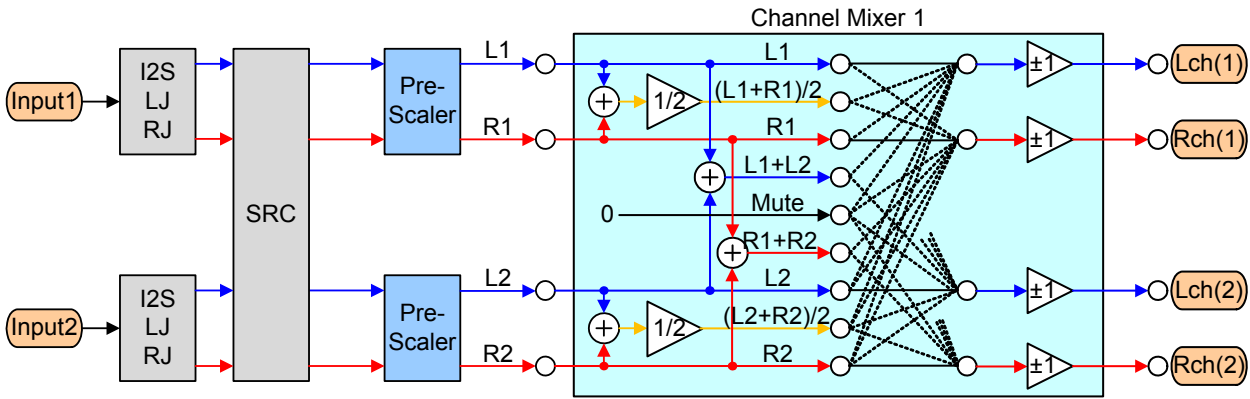 Channel Mixer 1
Input1
I2S
LJ
RJ
SRC
Pre-
Scaler
L1
R1
1/2
L1
(L1+R1)/2
R1
L1+L2
0
Mute
R1+R2
±1
±1
Lch(1)
Rch(1)
Input2
I2S
LJ
RJ
Pre-
Scaler
L2
R2
1/2
L2
(L2+R2)/2
R2
±1
±1
Lch(2)
Rch(2)